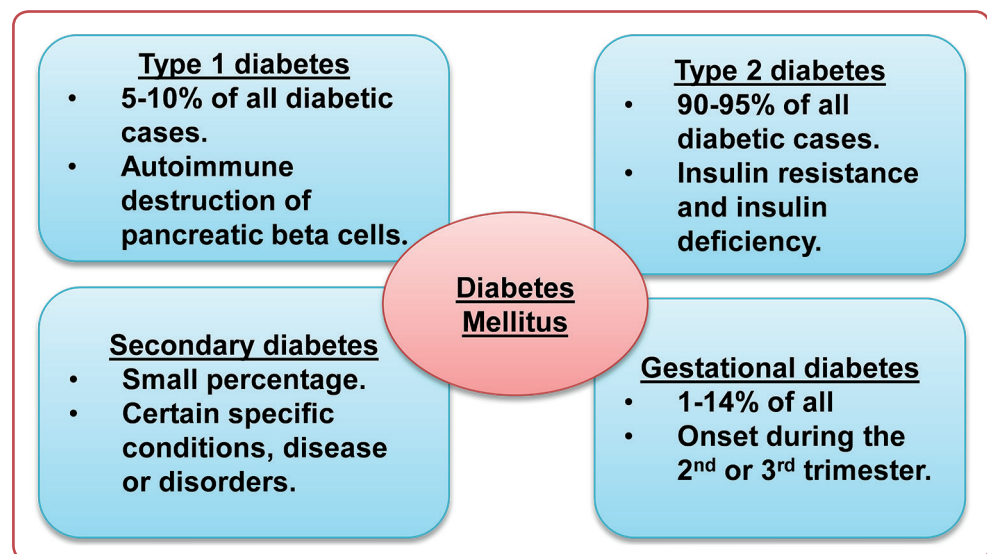 Type 1 diabetes
• 5-10% of all diabetic
cases.
• Autoimmune
destruction of
pancreatic beta cells.
Type 2 diabetes
• 90-95% of all
diabetic cases.
• Insulin resistance
and insulin
deficiency.
Diabetes
Mellitus
Secondary diabetes
• Small percentage.
• Certain specific
conditions, disease
or disorders.
Gestational diabetes
• 1-14% of all
• Onset during the
2nd or 3rd trimester.